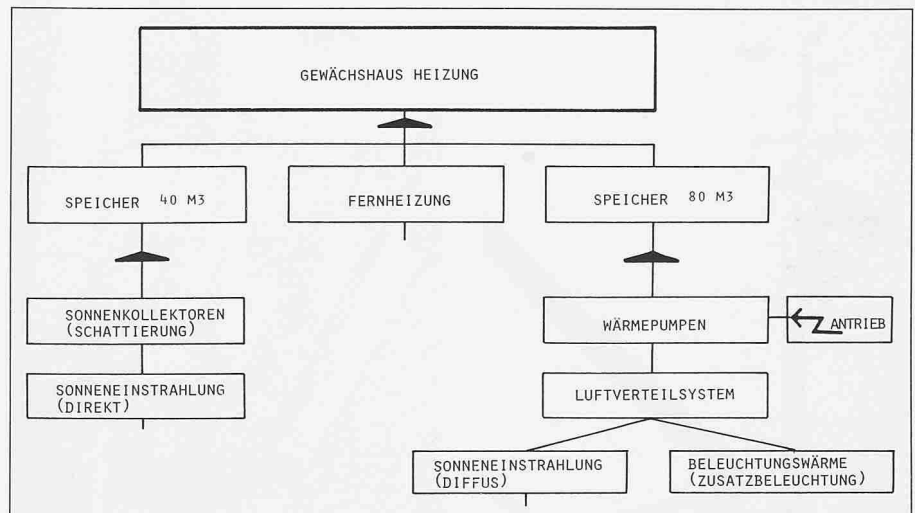 GEWÄCHSHAUS HEIZUNG
SPEICHER 40 M3
FERNHEIZUNG
SPEICHER 80 M3
SONNENKOLLEKTOREN
(SCHATTIERUNG)
WÄRMEPUMPEN
ANTRIEB
SONNENEINSTRAHLUNG
(DIREKT)
LUFTVERTEILSYSTEM
SONNENEINSTRAHLUNG
(DIFFUS)
BELEUCHTUNGSWÄRME
(ZUSATZBELEUCHTUNG)